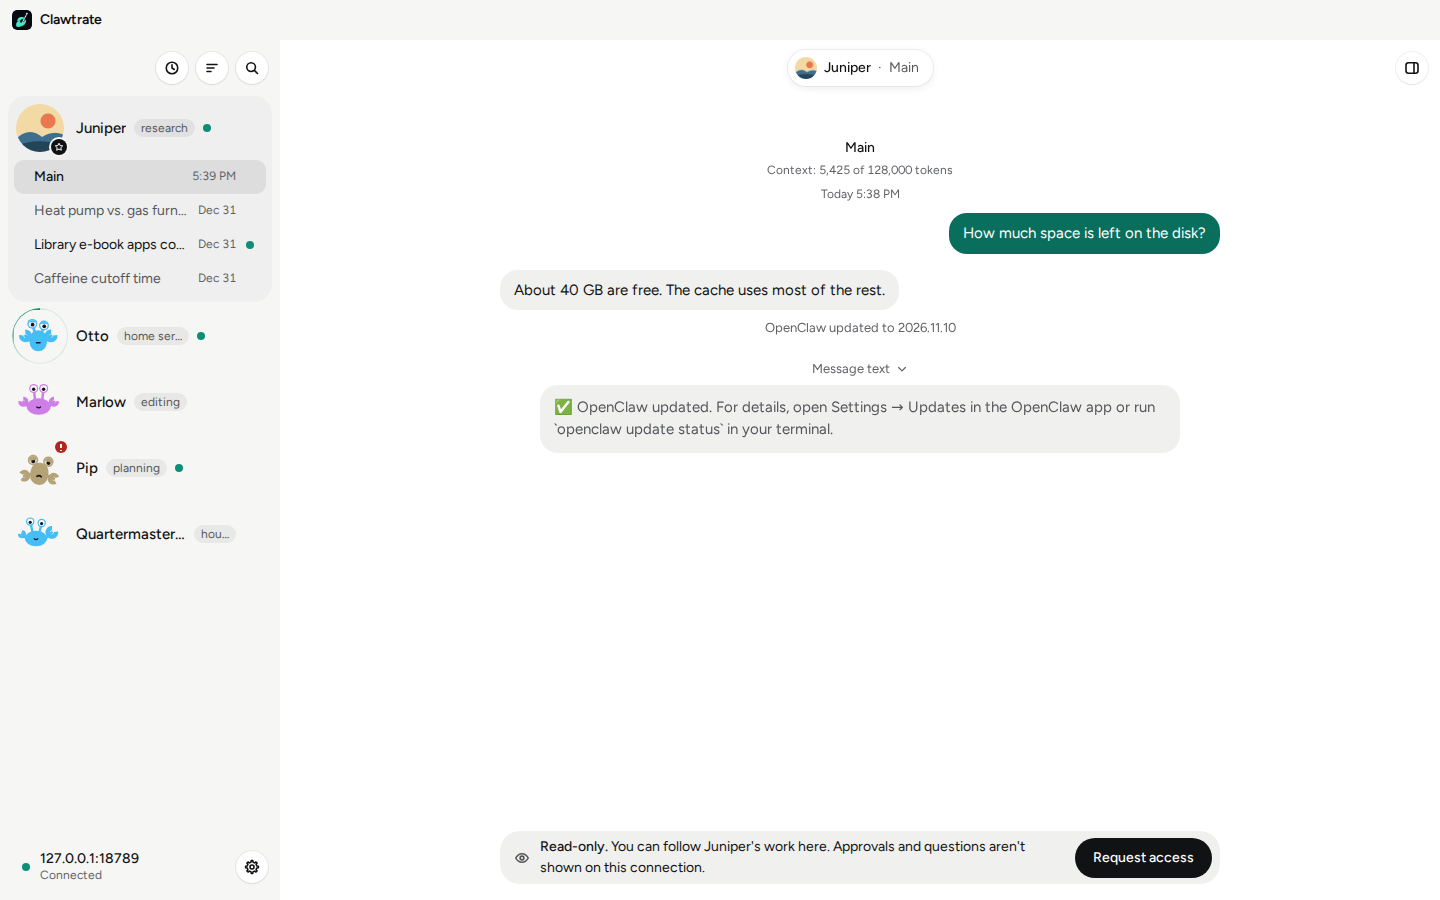 Clawtrate
Juniper research
Main 5:39 PM
Heat pump vs. gas furn... Dec 31
Library e-book apps co... Dec 31
Caffeine cutoff time Dec 31
Otto home ser...
Marlow editing
Pip planning
Quartermaster... hou...
127.0.0.1:18789
Connected
Juniper · Main
Main
Context: 5,425 of 128,000 tokens
Today 5:38 PM
How much space is left on the disk?
About 40 GB are free. The cache uses most of the rest.
OpenClaw updated to 2026.11.10
Message text
✅ OpenClaw updated. For details, open Settings → Updates in the OpenClaw app or run
`openclaw update status` in your terminal.
Read-only. You can follow Juniper's work here. Approvals and questions aren't
shown on this connection.
Request access